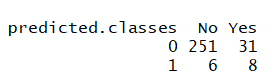 predicted.classes  No Yes
                0 251  31
                1   6   8